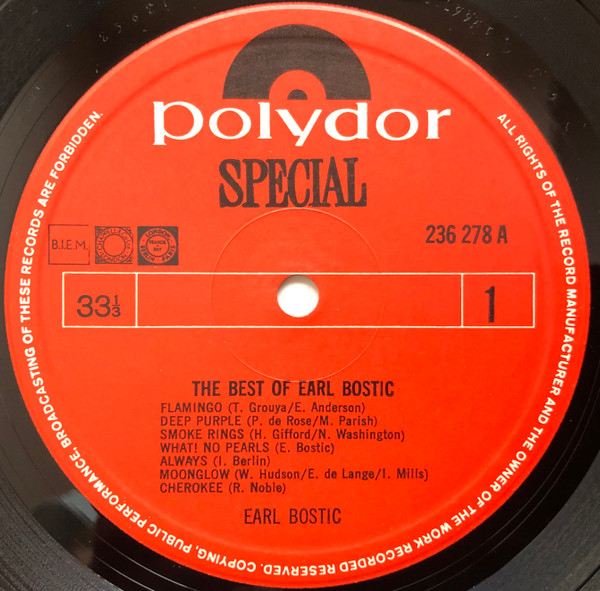 polydor
SPECIAL
B.I.E.M.
236 278 A
33 1/3
1
THE BEST OF EARL BOSTIC
FLAMINGO (T. Grouya/E. Anderson)
DEEP PURPLE (P. de Rose/M. Parish)
SMOKE RINGS (H. Gifford/N. Washington)
WHAT! NO PEARLS (E. Bostic)
ALWAYS (I. Berlin)
MOONGLOW (W. Hudson/E. de Lange/I. Mills)
CHEROKEE (R. Noble)
EARL BOSTIC
ALL RIGHTS OF THE RECORD MANUFACTURER AND THE OWNER OF THE WORK RECORDED RESERVED. COPYING, PUBLIC PERFORMANCE, BROADCASTING OF THESE RECORDS ARE FORBIDDEN.